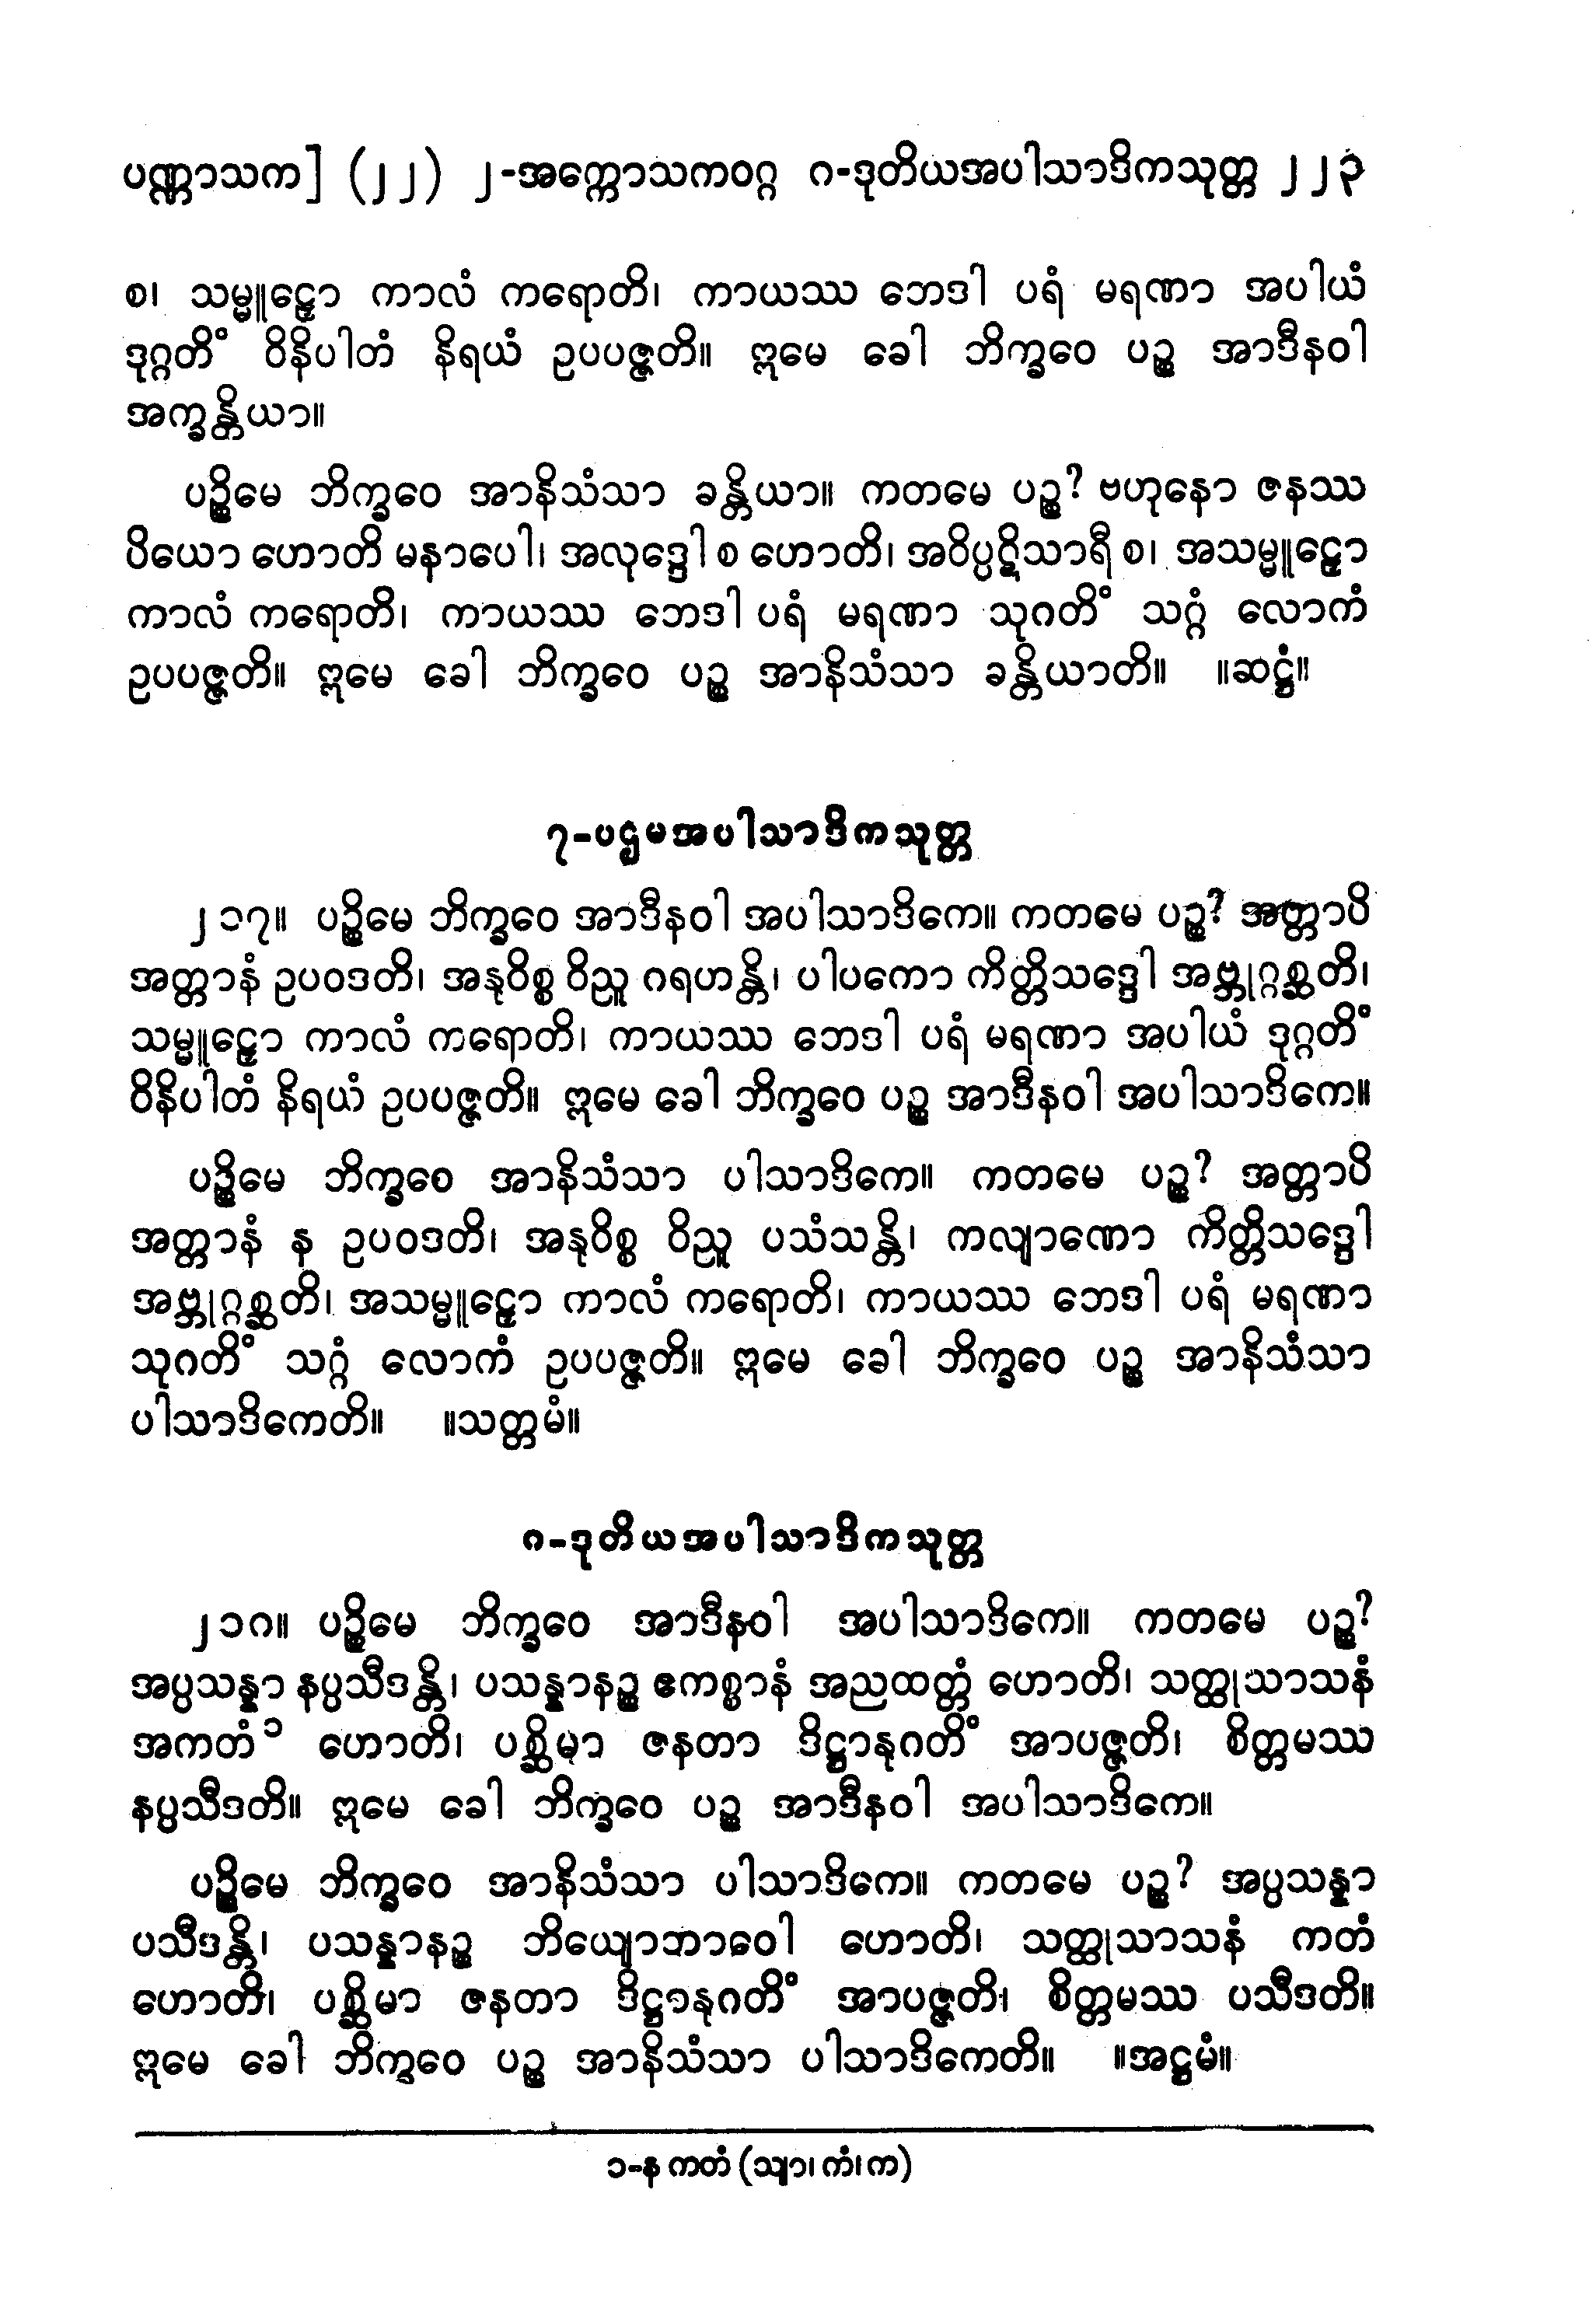 ပဏ္ဏာသက] (၂၂) ၂-အက္ကောသကဝဂ္ဂ ၈-ဒုတိယအပါသာဒိကသုတ္တ ၂၂၃
စ၊ သမ္မူဠှော ကာလံ ကရောတိ၊ ကာယဿ ဘေဒါ ပရံ မရဏာ အပါယံ
ဒုဂ္ဂတိံ ဝိနိပါတံ နိရယံ ဥပပဇ္ဇတိ။ ဣမေ ခေါ ဘိက္ခဝေ ပဉ္စ အာဒီနဝါ
အက္ခန္တိယာ။
ပဉ္စိမေ ဘိက္ခဝေ အာနိသံသာ ခန္တိယာ။ ကတမေ ပဉ္စ? ဗဟုနော ဇနဿ
ပိယော ဟောတိ မနာပေါ၊ အလုဒ္ဒေါ စ ဟောတိ၊ အဝိပ္ပဋိသာရီ စ၊ အသမ္မူဠှော
ကာလံ ကရောတိ၊ ကာယဿ ဘေဒါ ပရံ မရဏာ သုဂတိံ သဂ္ဂံ လောကံ
ဥပပဇ္ဇတိ။ ဣမေ ခေါ ဘိက္ခဝေ ပဉ္စ အာနိသံသာ ခန္တိယာတိ။ ။ဆဋ္ဌံ။
၇-ပဌမအပါသာဒိကသုတ္တ
၂၁၇။ ပဉ္စိမေ ဘိက္ခဝေ အာဒီနဝါ အပါသာဒိကေ။ ကတမေ ပဉ္စ? အတ္တာပိ
အတ္တာနံ ဥပဝဒတိ၊ အနုဝိစ္စ ဝိညူ ဂရဟန္တိ၊ ပါပကော ကိတ္တိသဒ္ဒေါ အဗ္ဘုဂ္ဂစ္ဆတိ၊
သမ္မူဠှော ကာလံ ကရောတိ၊ ကာယဿ ဘေဒါ ပရံ မရဏာ အပါယံ ဒုဂ္ဂတိံ
ဝိနိပါတံ နိရယံ ဥပပဇ္ဇတိ။ ဣမေ ခေါ ဘိက္ခဝေ ပဉ္စ အာဒီနဝါ အပါသာဒိကေ။
ပဉ္စိမေ ဘိက္ခဝေ အာနိသံသာ ပါသာဒိကေ။ ကတမေ ပဉ္စ? အတ္တာပိ
အတ္တာနံ န ဥပဝဒတိ၊ အနုဝိစ္စ ဝိညူ ပသံသန္တိ၊ ကလျာဏော ကိတ္တိသဒ္ဒေါ
အဗ္ဘုဂ္ဂစ္ဆတိ၊ အသမ္မူဠှော ကာလံ ကရောတိ၊ ကာယဿ ဘေဒါ ပရံ မရဏာ
သုဂတိံ သဂ္ဂံ လောကံ ဥပပဇ္ဇတိ။ ဣမေ ခေါ ဘိက္ခဝေ ပဉ္စ အာနိသံသာ
ပါသာဒိကေတိ။ ။သတ္တမံ။
၈-ဒုတိယအပါသာဒိကသုတ္တ
၂၁၈။ ပဉ္စိမေ ဘိက္ခဝေ အာဒီနဝါ အပါသာဒိကေ။ ကတမေ ပဉ္စ?
အပ္ပသန္နာ နပ္ပသီဒန္တိ၊ ပသန္နာနဉ္စ ဧကစ္စာနံ အညထတ္တံ ဟောတိ၊ သတ္ထုသာသနံ
အကတံ ၁ ဟောတိ၊ ပစ္ဆိမာ ဇနတာ ဒိဋ္ဌာနုဂတိံ အာပဇ္ဇတိ၊ စိတ္တမဿ
နပ္ပသီဒတိ။ ဣမေ ခေါ ဘိက္ခဝေ ပဉ္စ အာဒီနဝါ အပါသာဒိကေ။
ပဉ္စိမေ ဘိက္ခဝေ အာနိသံသာ ပါသာဒိကေ။ ကတမေ ပဉ္စ? အပ္ပသန္နာ
ပသီဒန္တိ၊ ပသန္နာနဉ္စ ဘိယျောဘာဝေါ ဟောတိ၊ သတ္ထုသာသနံ ကတံ
ဟောတိ၊ ပစ္ဆိမာ ဇနတာ ဒိဋ္ဌာနုဂတိံ အာပဇ္ဇတိ၊ စိတ္တမဿ ပသီဒတိ။
ဣမေ ခေါ ဘိက္ခဝေ ပဉ္စ အာနိသံသာ ပါသာဒိကေတိ။ ။အဋ္ဌမံ။
၁-န ကတံ (သျာ၊ ကံ၊ က)